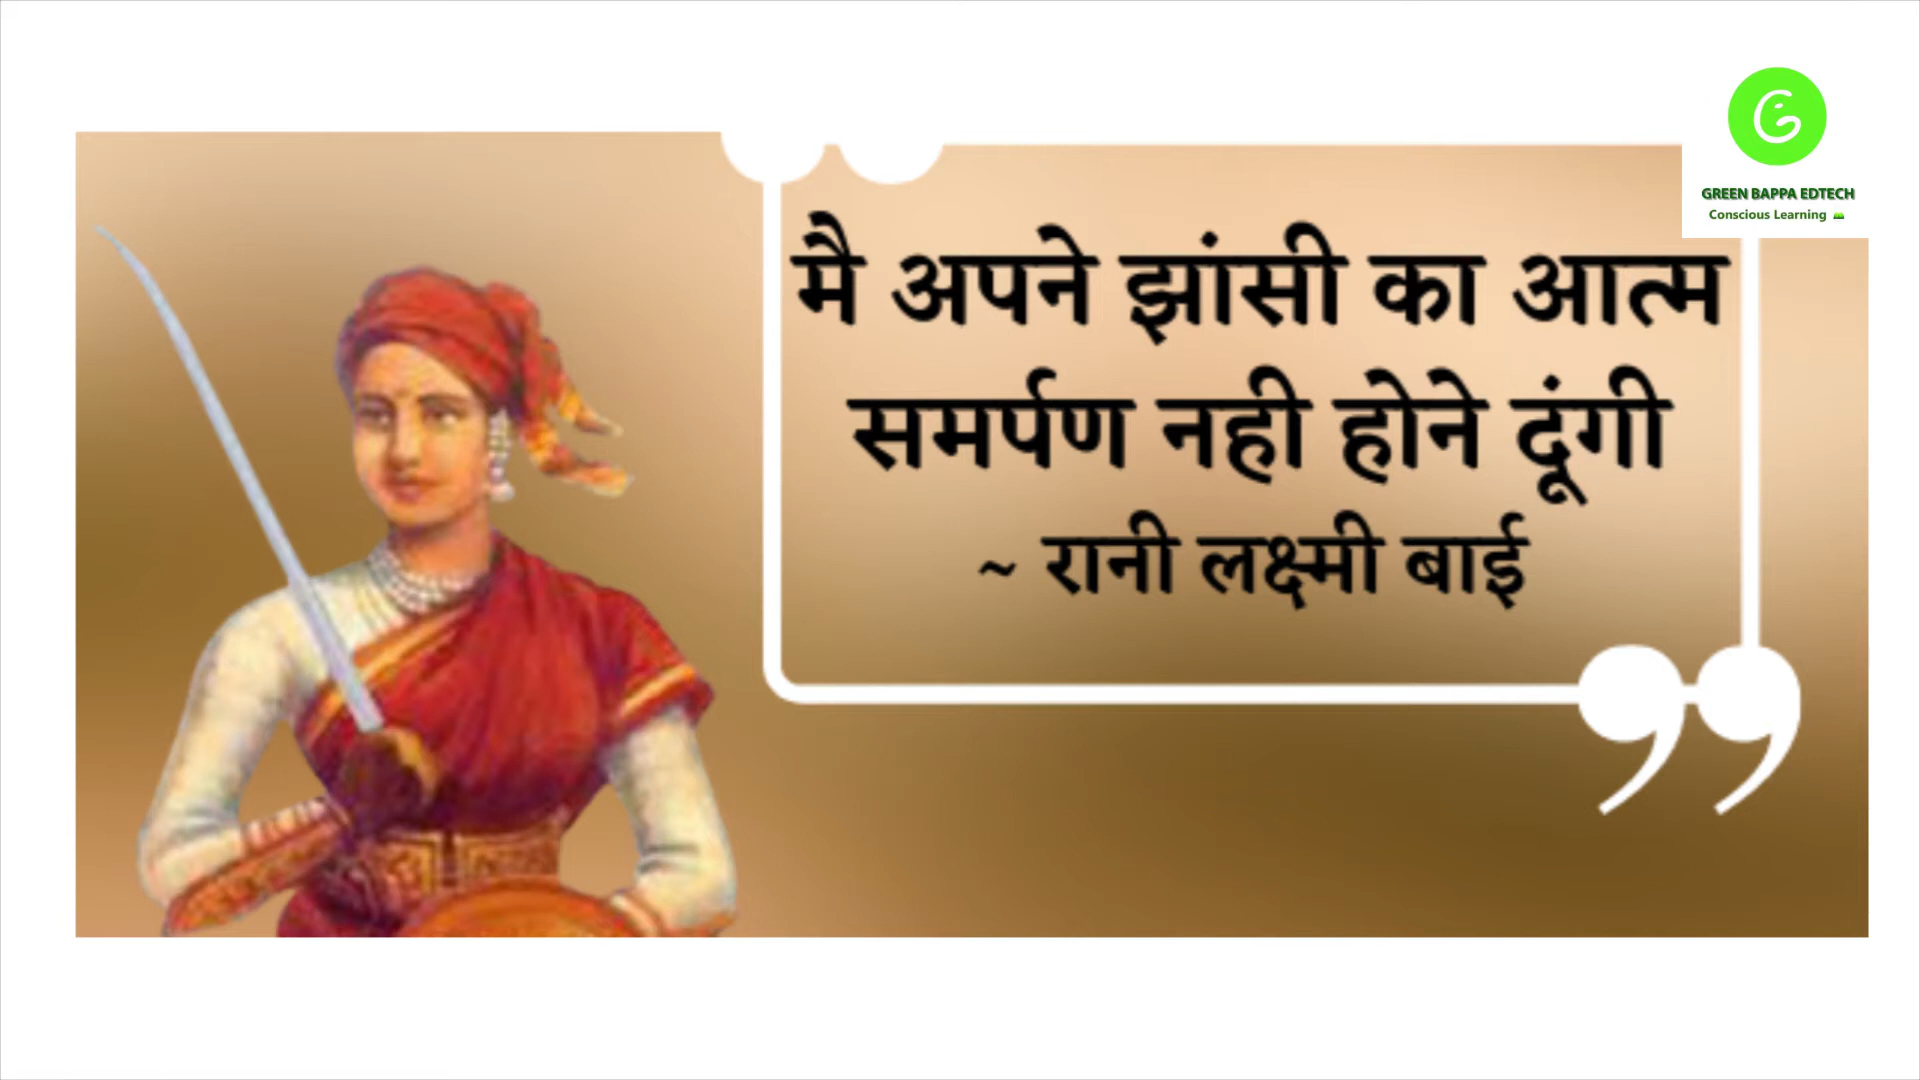 GREEN BAPPA EDTECH
Conscious Learning
मै अपने झांसी का आत्म
समर्पण नही होने दूंगी
~ रानी लक्ष्मी बाई